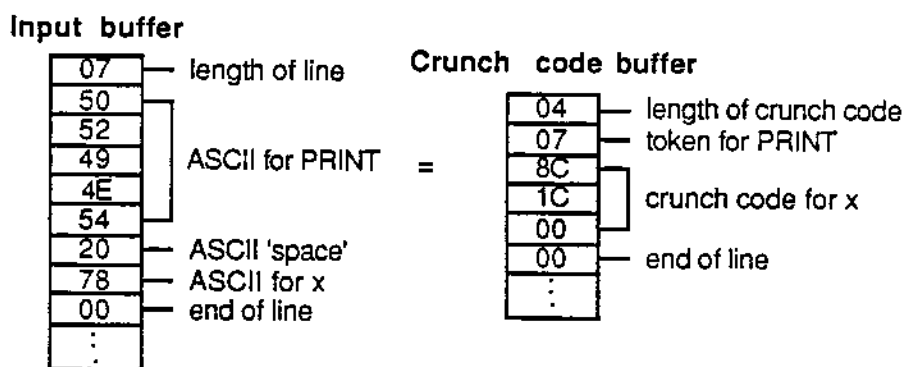 Input buffer
07 length of line
50
52
49 ASCII for PRINT
4E
54
20 ASCII 'space'
78 ASCII for x
00 end of line
:
=
Crunch code buffer
04 length of crunch code
07 token for PRINT
8C
1C crunch code for x
00
00 end of line
: